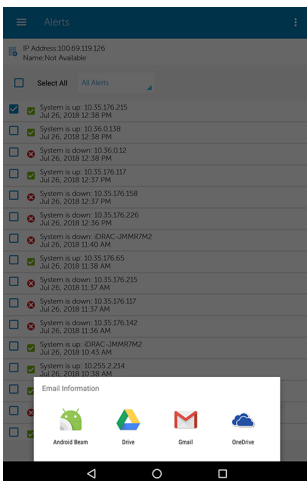 Alerts
IP Address:100.69.119.126
Name:Not Available
Select All All Alerts
System is up: 10.35.176.215
Jul 26, 2018 12:38 PM
System is up: 10.36.0.138
Jul 26, 2018 12:38 PM
System is down: 10.36.0.12
Jul 26, 2018 12:38 PM
System is up: 10.35.176.117
Jul 26, 2018 12:37 PM
System is down: 10.35.176.158
Jul 26, 2018 12:37 PM
System is down: 10.35.176.226
Jul 26, 2018 12:36 PM
System is down: iDRAC-JMMR7M2
Jul 26, 2018 11:40 AM
System is up: 10.35.176.65
Jul 26, 2018 11:38 AM
System is down: 10.35.176.215
Jul 26, 2018 11:37 AM
System is down: 10.35.176.117
Jul 26, 2018 11:37 AM
System is down: 10.35.176.142
Jul 26, 2018 11:36 AM
System is up: iDRAC-JMMR7M2
Jul 26, 2018 10:43 AM
System is up: 10.255.2.214
Jul 26, 2018 10:38 AM
Email Information
Android Beam Drive Gmail OneDrive